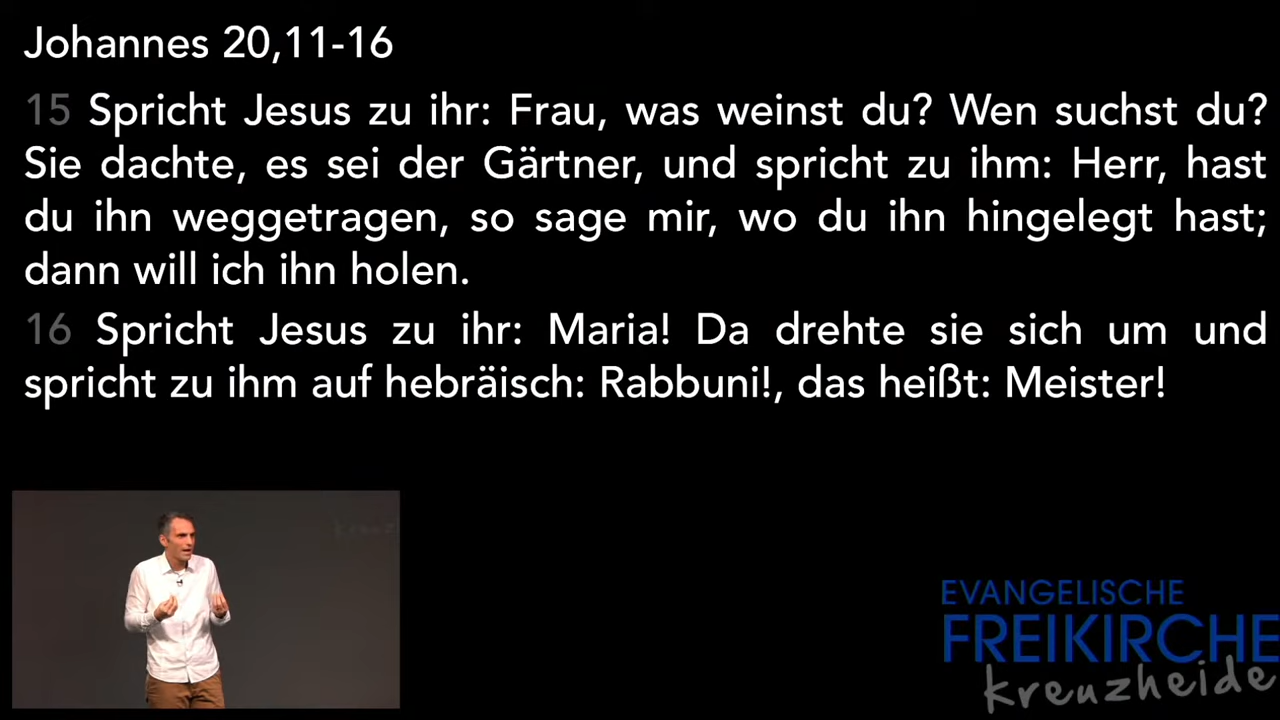 Johannes 20,11-16
15 Spricht Jesus zu ihr: Frau, was weinst du? Wen suchst du?
Sie dachte, es sei der Gärtner, und spricht zu ihm: Herr, hast
du ihn weggetragen, so sage mir, wo du ihn hingelegt hast;
dann will ich ihn holen.
16 Spricht Jesus zu ihr: Maria! Da drehte sie sich um und
spricht zu ihm auf hebräisch: Rabbuni!, das heißt: Meister!
EVANGELISCHE
FREIKIRCHE
kreuzheide